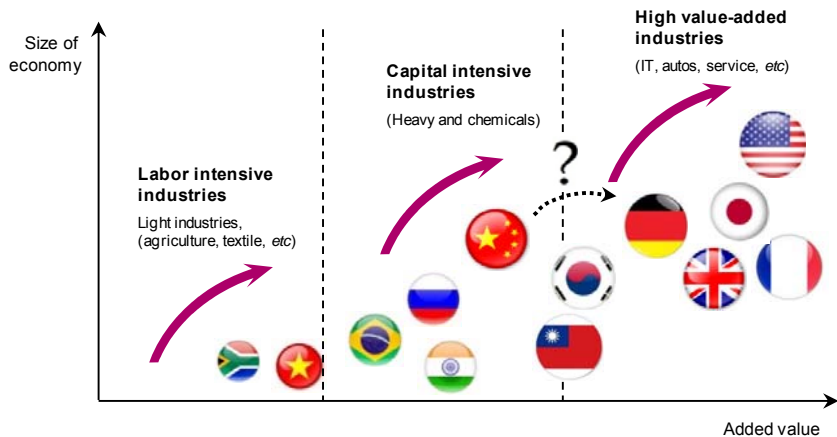 High value-added
industries
(IT, autos, service, etc)
Size of
economy
Capital intensive
industries
(Heavy and chemicals)
?
Labor intensive
industries
Light industries,
(agriculture, textile, etc)
Added value